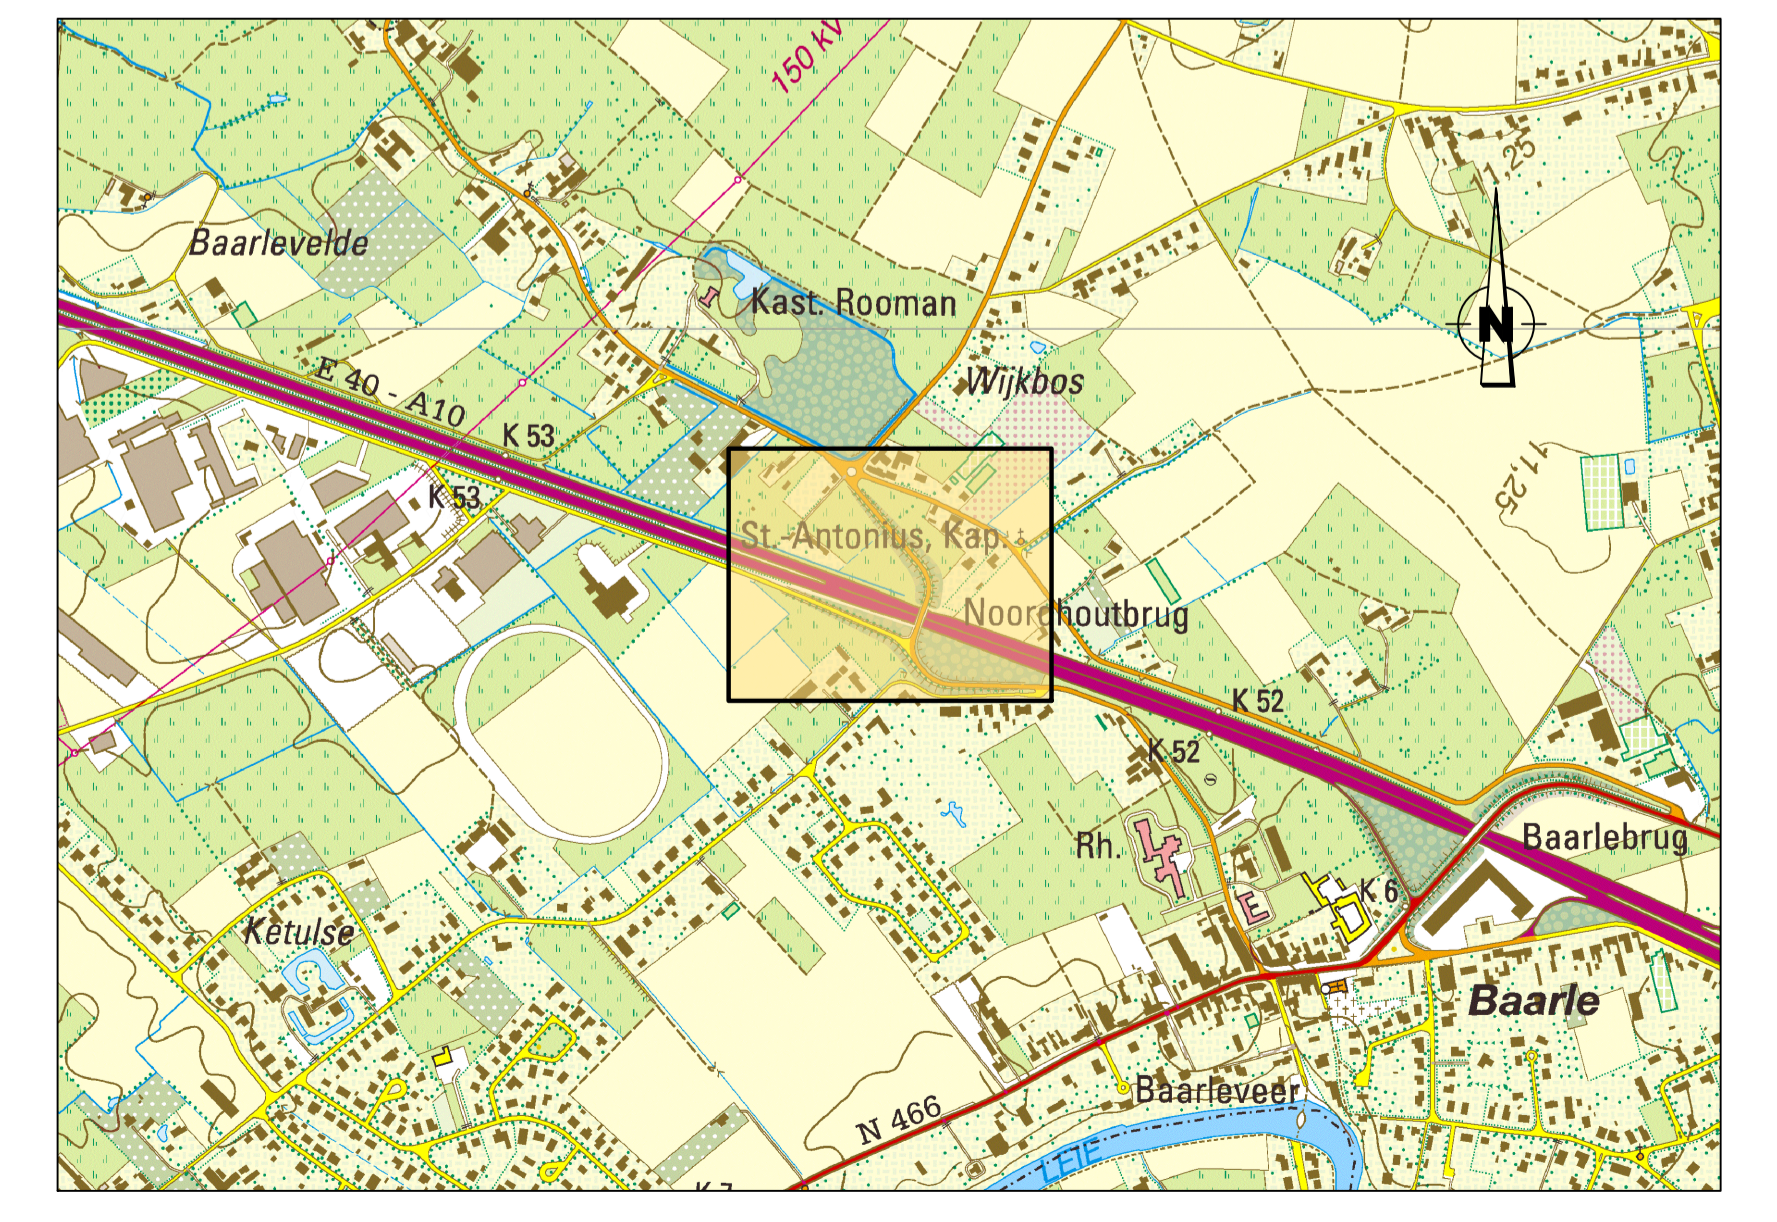 150 kV
11,25
Baarlevelde
Kast. Rooman
N
E 40 - A10
Wijkbos
K 53
K 53
11,25
St.-Antonius, Kap.
Noordhoutbrug
K 52
K 52
Rh.
Baarlebrug
E
K 6
Ketulse
Baarle
Baarleveer
N 466
LEIE